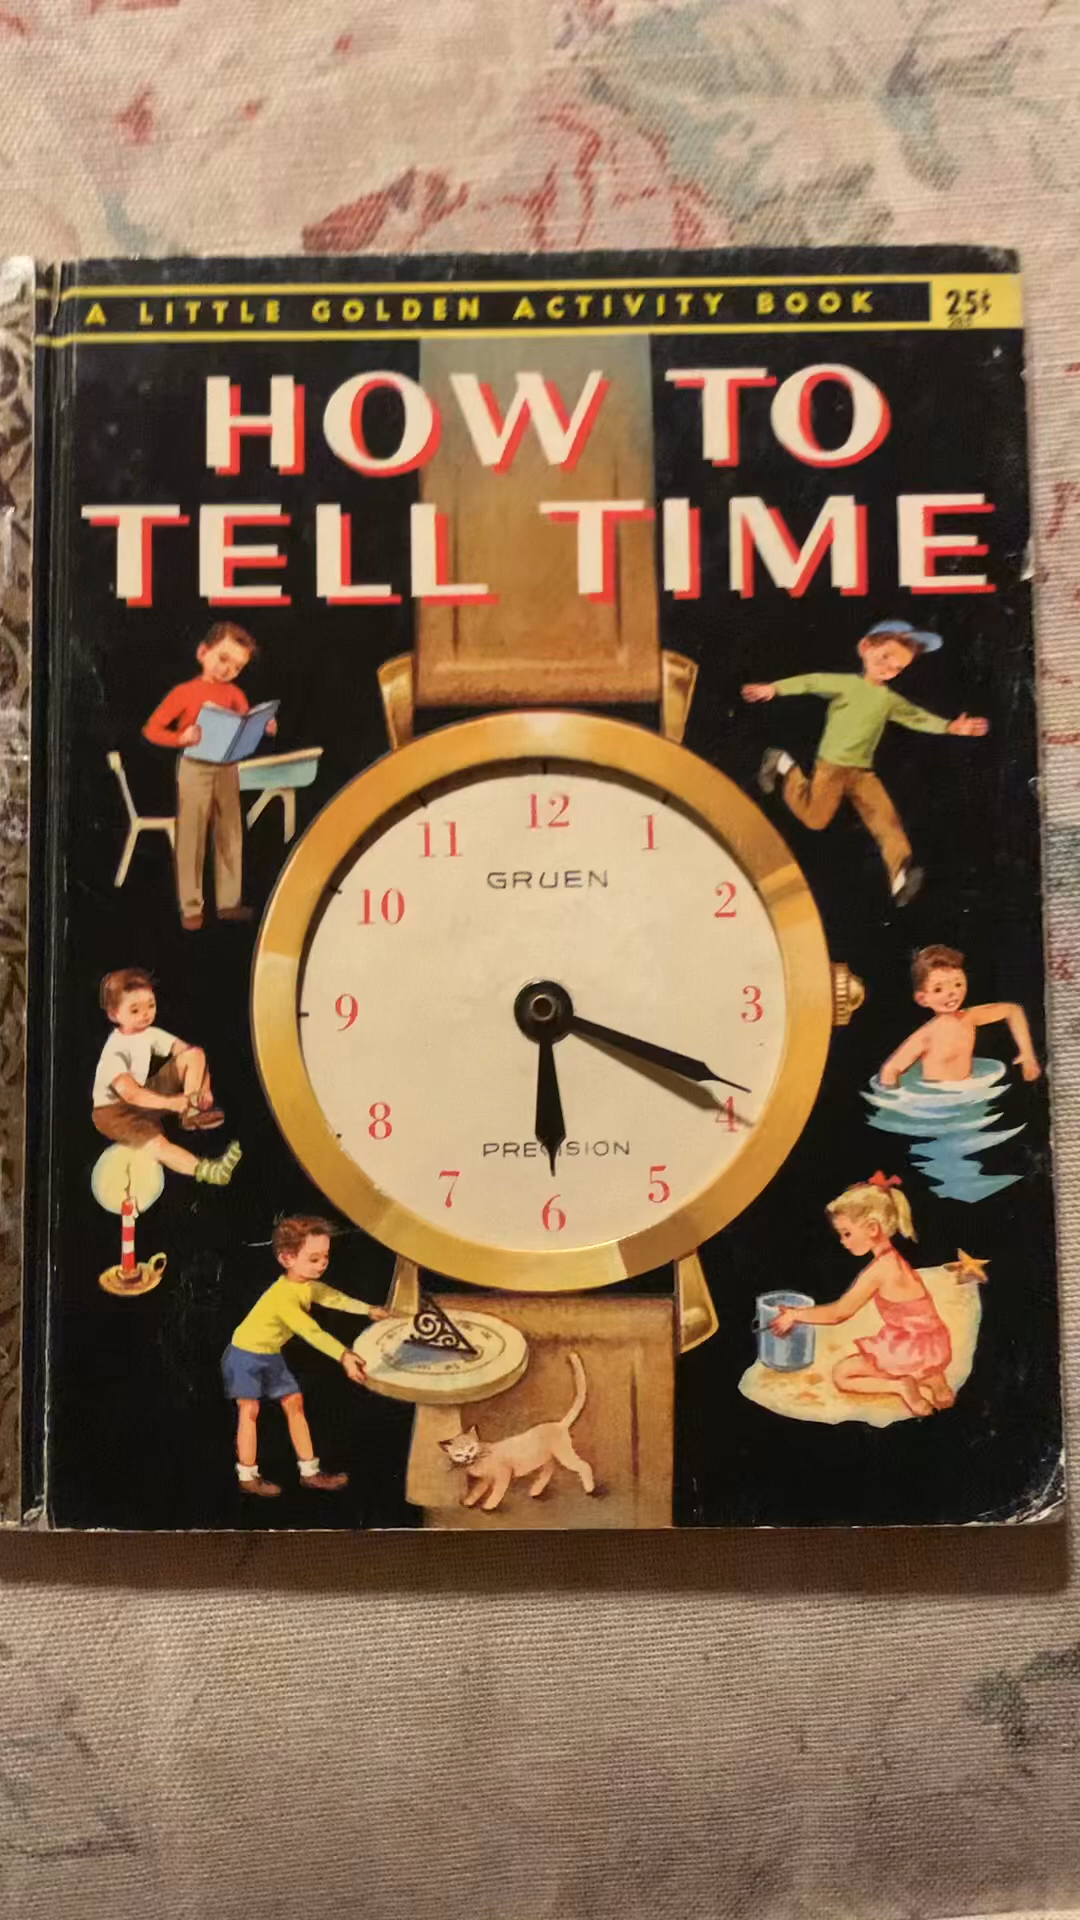 A LITTLE GOLDEN ACTIVITY BOOK 25¢
HOW TO
TELL TIME
12
11 1
GRUEN
10 2
9 3
8 4
PRECISION
7 5
6